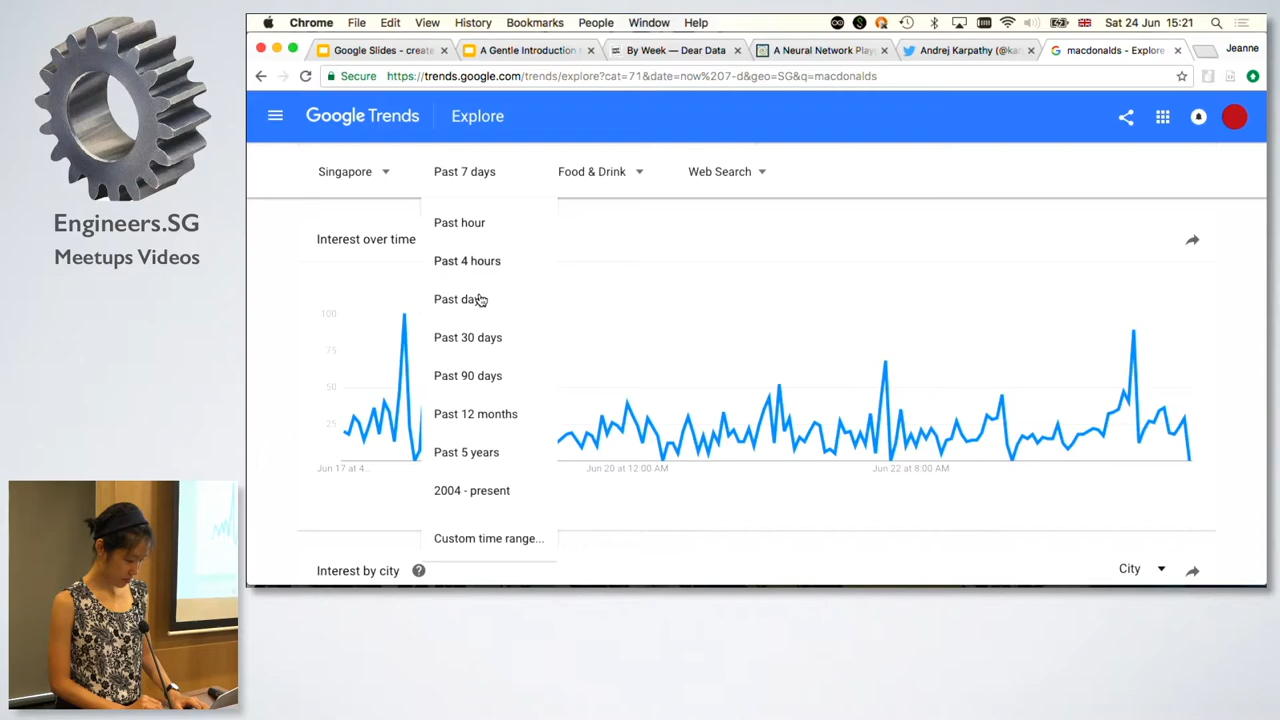 Chrome File Edit View History Bookmarks People Window Help Sat 24 Jun 15:21
Google Slides - create A Gentle Introduction By Week — Dear Data A Neural Network Play Andrej Karpathy (@ka macdonalds - Explore Jeanne
Secure https://trends.google.com/trends/explore?cat=71&date=now%207-d&geo=SG&q=macdonalds
Google Trends Explore
Singapore Past 7 days Food & Drink Web Search
Past hour
Interest over time
Past 4 hours
Past day
100
Past 30 days
75
Past 90 days
50
Past 12 months
25
Past 5 years
Jun 17 at 4... Jun 20 at 12:00 AM Jun 22 at 8:00 AM
2004 - present
Custom time range...
Interest by city ? City
Engineers.SG
Meetups Videos